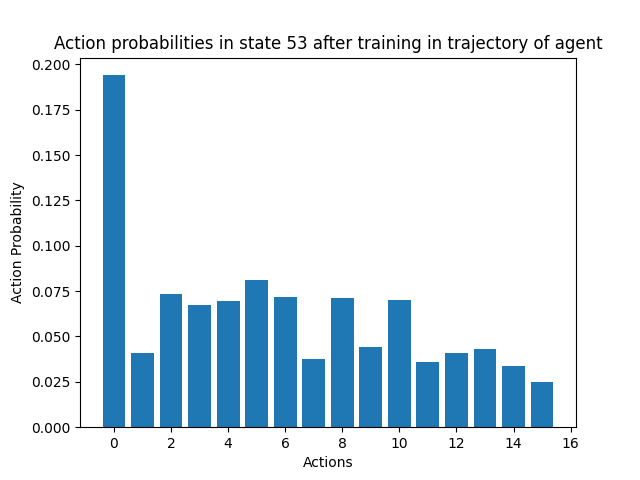 Action probabilities in state 53 after training in trajectory of agent
0.200
0.175
0.150
0.125
0.100
0.075
0.050
0.025
0.000
Action Probability
0 2 4 6 8 10 12 14 16
Actions